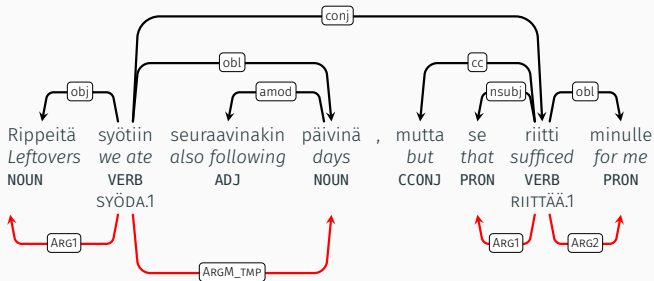 conj
obl cc
obj amod nsubj obl
Rippeitä syötiin seuraavinakin päivinä , mutta se riitti minulle
Leftovers we ate also following days but that sufficed for me
NOUN VERB ADJ NOUN CCONJ PRON VERB PRON
SYÖDA.1 RIITTÄÄ.1
ARG1 ARG1 ARG2
ARGM_TMP